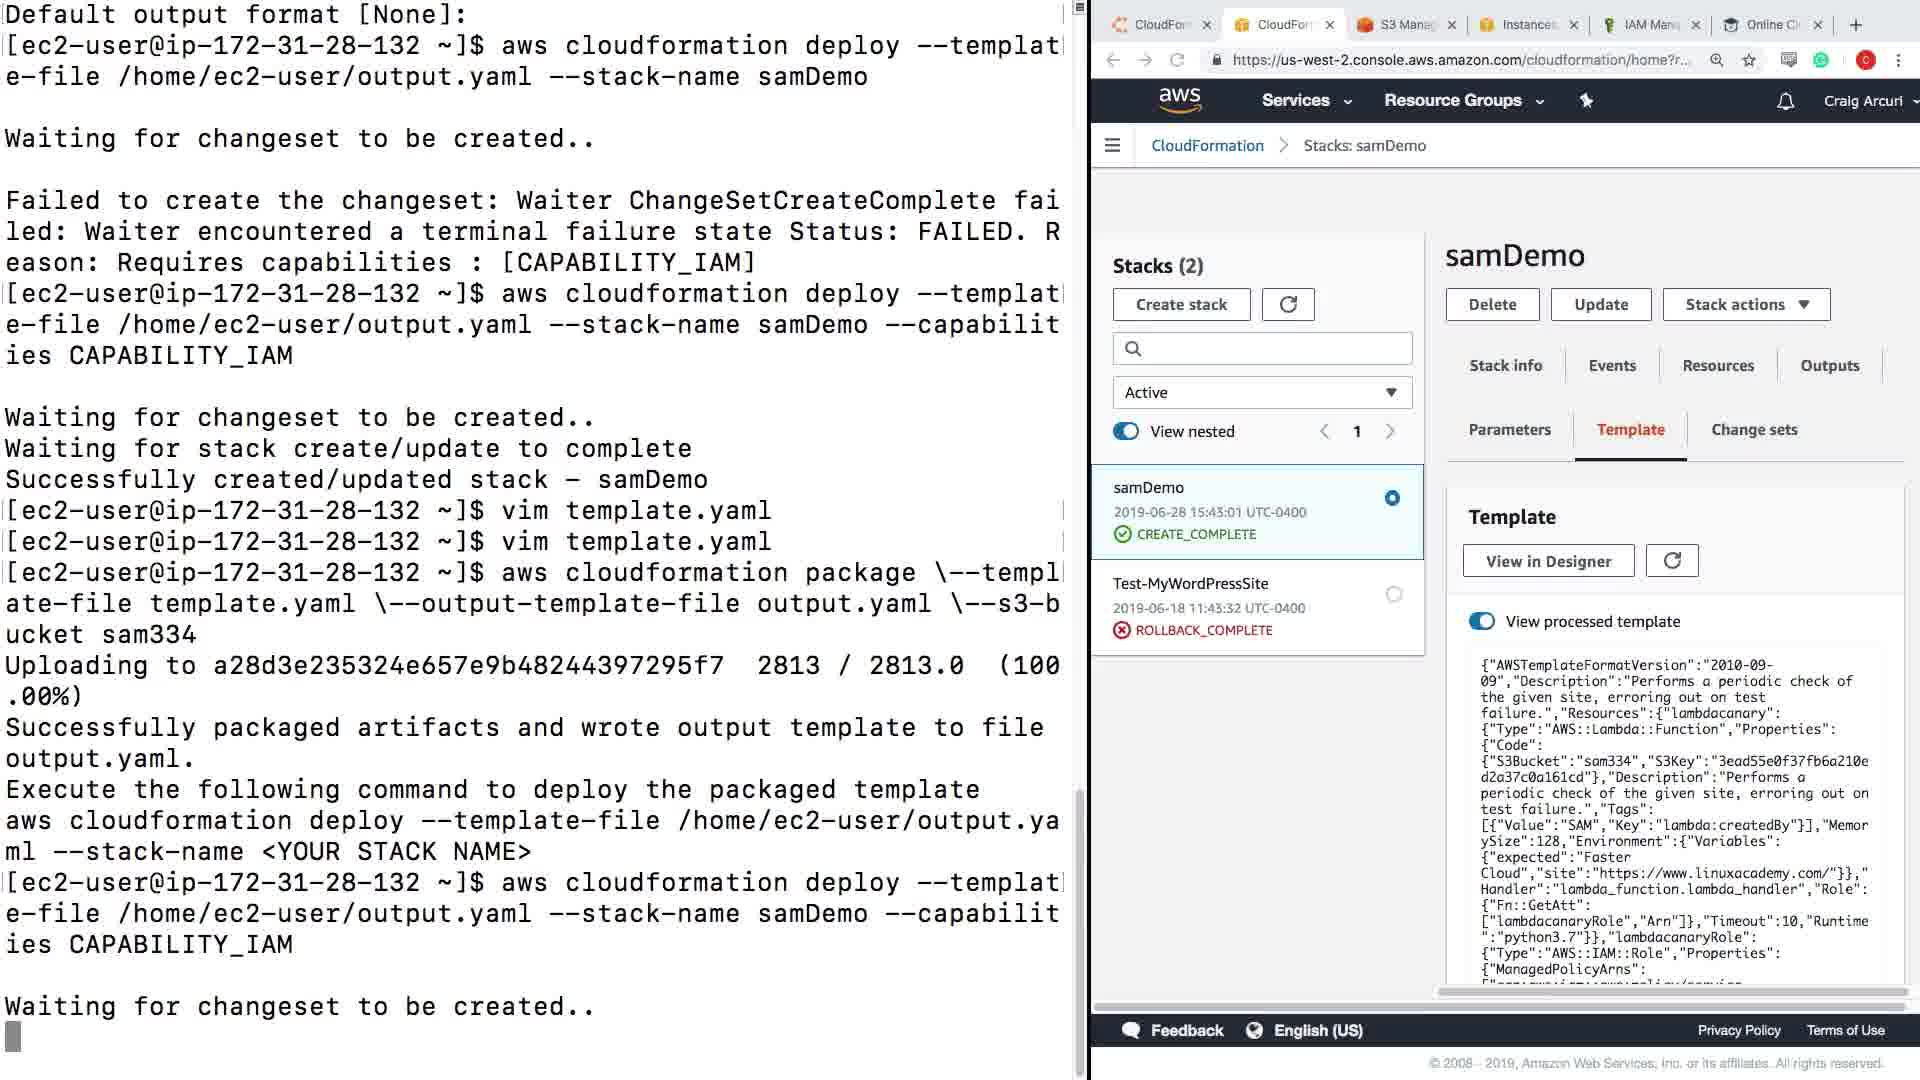 Default output format [None]:
[ec2-user@ip-172-31-28-132 ~]$ aws cloudformation deploy --templat
e-file /home/ec2-user/output.yaml --stack-name samDemo
Waiting for changeset to be created..
Failed to create the changeset: Waiter ChangeSetCreateComplete fai
led: Waiter encountered a terminal failure state Status: FAILED. R
eason: Requires capabilities : [CAPABILITY_IAM]
[ec2-user@ip-172-31-28-132 ~]$ aws cloudformation deploy --templat
e-file /home/ec2-user/output.yaml --stack-name samDemo --capabilit
ies CAPABILITY_IAM
Waiting for changeset to be created..
Waiting for stack create/update to complete
Successfully created/updated stack - samDemo
[ec2-user@ip-172-31-28-132 ~]$ vim template.yaml
[ec2-user@ip-172-31-28-132 ~]$ vim template.yaml
[ec2-user@ip-172-31-28-132 ~]$ aws cloudformation package \--templ
ate-file template.yaml \--output-template-file output.yaml \--s3-b
ucket sam334
Uploading to a28d3e235324e657e9b48244397295f7  2813 / 2813.0  (100
.00%)
Successfully packaged artifacts and wrote output template to file
output.yaml.
Execute the following command to deploy the packaged template
aws cloudformation deploy --template-file /home/ec2-user/output.ya
ml --stack-name <YOUR STACK NAME>
[ec2-user@ip-172-31-28-132 ~]$ aws cloudformation deploy --templat
e-file /home/ec2-user/output.yaml --stack-name samDemo --capabilit
ies CAPABILITY_IAM
Waiting for changeset to be created..
CloudForm CloudForm S3 Mana Instances IAM Mana Online Cl
https://us-west-2.console.aws.amazon.com/cloudformation/home?r...
C
aws Services Resource Groups Craig Arcuri
CloudFormation > Stacks: samDemo
Stacks (2)
Create stack
Active
View nested < 1 >
samDemo
2019-06-28 15:43:01 UTC-0400
CREATE_COMPLETE
Test-MyWordPressSite
2019-06-18 11:43:32 UTC-0400
ROLLBACK_COMPLETE
samDemo
Delete Update Stack actions
Stack info Events Resources Outputs
Parameters Template Change sets
Template
View in Designer
View processed template
{"AWSTemplateFormatVersion":"2010-09-
09","Description":"Performs a periodic check of
the given site, erroring out on test
failure.","Resources":{"lambdacanary":
{"Type":"AWS::Lambda::Function","Properties":
{"Code":
{"S3Bucket":"sam334","S3Key":"3ead55e0f37fb6a210e
d2a37c0a161cd"},"Description":"Performs a
periodic check of the given site, erroring out on
test failure.","Tags":
[{"Value":"SAM","Key":"lambda:createdBy"}],"Memor
ySize":128,"Environment":{"Variables":
{"expected":"Faster
Cloud","site":"https://www.linuxacademy.com/"}},"
Handler":"lambda_function.lambda_handler","Role":
{"Fn::GetAtt":
["lambdacanaryRole","Arn"]},"Timeout":10,"Runtime
":"python3.7"}},"lambdacanaryRole":
{"Type":"AWS::IAM::Role","Properties":
{"ManagedPolicyArns":
Feedback English (US) Privacy Policy Terms of Use
© 2008 - 2019, Amazon Web Services, Inc. or its affiliates. All rights reserved.